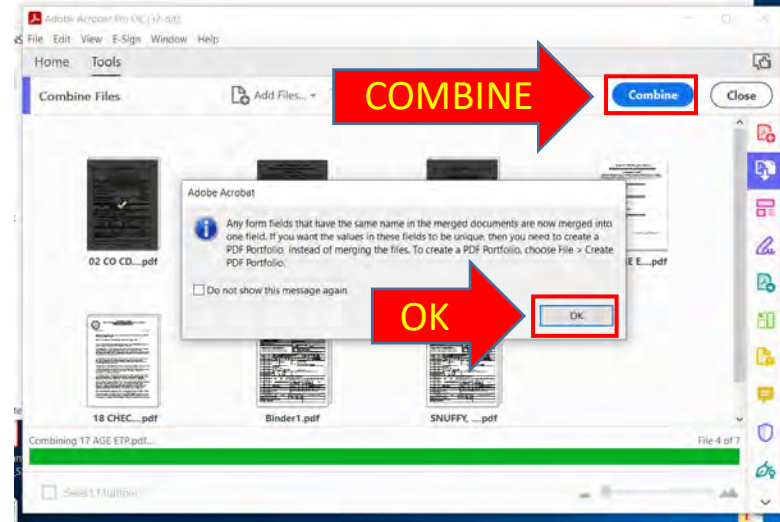 Adobe Acrobat Pro DC (32-bit)
File Edit View E-Sign Window Help
Home Tools
Combine Files
Add Files...
COMBINE
Combine
Close
Adobe Acrobat
Any form fields that have the same name in the merged documents are now merged into
one field. If you want the values in these fields to be unique, then you need to create a
PDF Portfolio instead of merging the files. To create a PDF Portfolio, choose File > Create
PDF Portfolio.
Do not show this message again
OK
OK
02 CO CD....pdf
E E....pdf
18 CHEC....pdf
Binder1.pdf
SNUFFY, ....pdf
Combining 17 AGE ETP.pdf...
File 4 of 7
Select Multiple